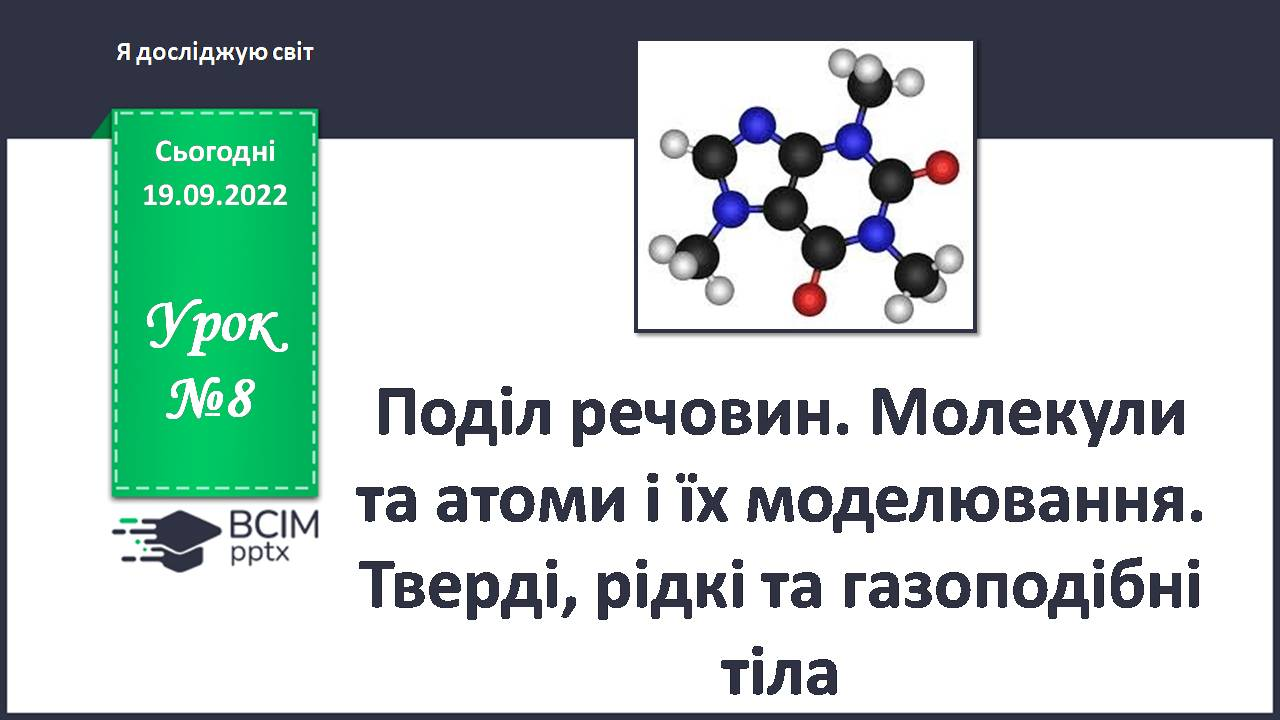 Я досліджую світ
Сьогодні
19.09.2022
Урок
№8
ВСІМ
pptx
Поділ речовин. Молекули
та атоми і їх моделювання.
Тверді, рідкі та газоподібні
тіла